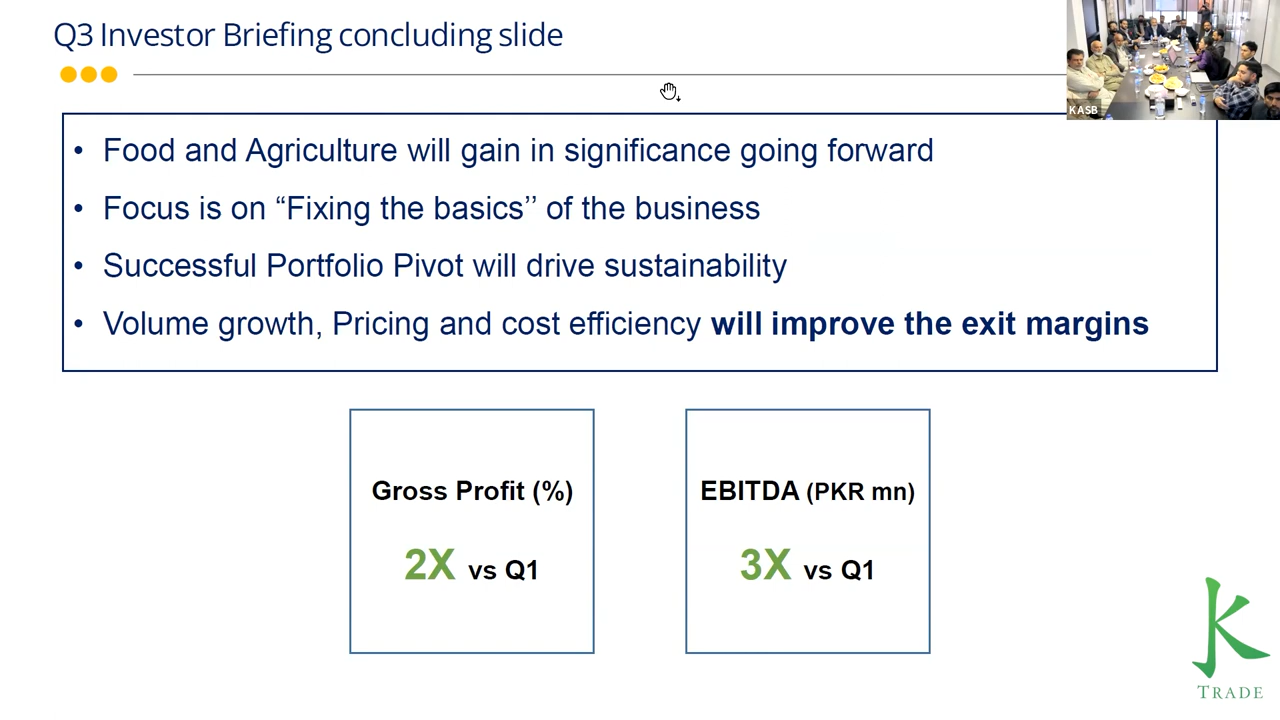 Q3 Investor Briefing concluding slide
KASB
• Food and Agriculture will gain in significance going forward
• Focus is on “Fixing the basics’’ of the business
• Successful Portfolio Pivot will drive sustainability
• Volume growth, Pricing and cost efficiency will improve the exit margins
Gross Profit (%)
2X vs Q1
EBITDA (PKR mn)
3X vs Q1
K
TRADE